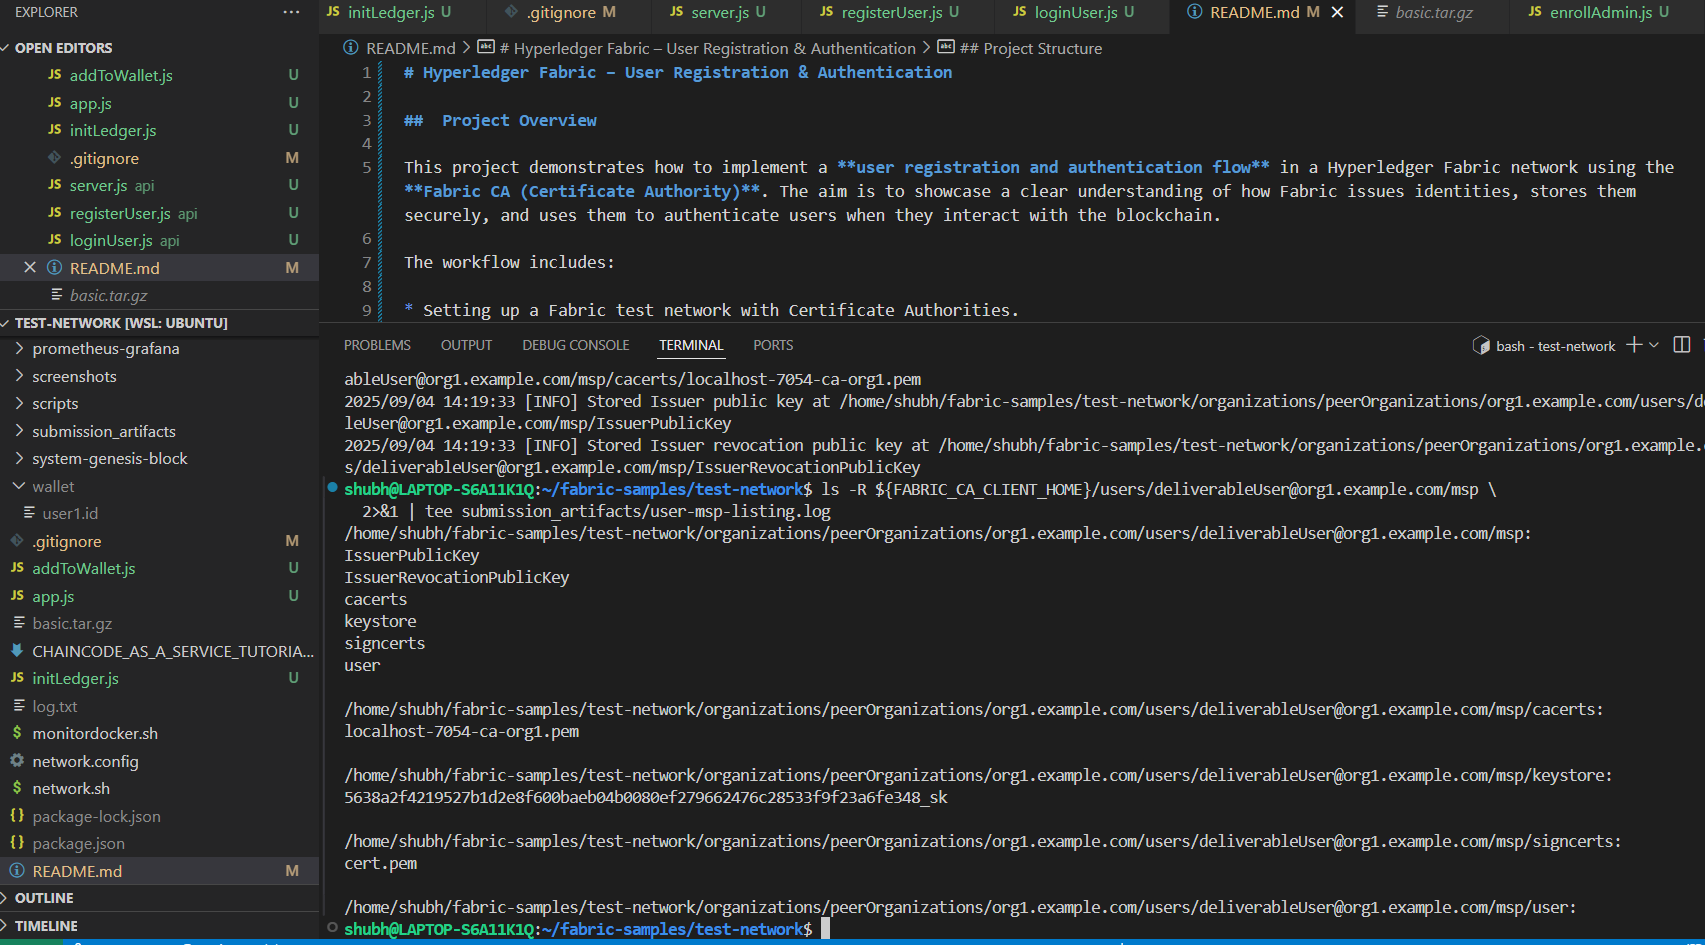 EXPLORER
···
OPEN EDITORS
JS addToWallet.js U
JS app.js U
JS initLedger.js U
.gitignore M
JS server.js api U
JS registerUser.js api U
JS loginUser.js api U
README.md M
basic.tar.gz
TEST-NETWORK [WSL: UBUNTU]
prometheus-grafana
screenshots
scripts
submission_artifacts
system-genesis-block
wallet
user1.id
.gitignore M
JS addToWallet.js U
JS app.js U
basic.tar.gz
CHAINCODE_AS_A_SERVICE_TUTORIA...
JS initLedger.js U
log.txt
$ monitordocker.sh
network.config
$ network.sh
{} package-lock.json
{} package.json
README.md M
OUTLINE
TIMELINE
JS initLedger.js U
.gitignore M
JS server.js U
JS registerUser.js U
JS loginUser.js U
README.md M
basic.tar.gz
JS enrollAdmin.js U
README.md > # Hyperledger Fabric – User Registration & Authentication > ## Project Structure
1 # Hyperledger Fabric – User Registration & Authentication
2
3 ##  Project Overview
4
5 This project demonstrates how to implement a **user registration and authentication flow** in a Hyperledger Fabric network using the
**Fabric CA (Certificate Authority)**. The aim is to showcase a clear understanding of how Fabric issues identities, stores them
securely, and uses them to authenticate users when they interact with the blockchain.
6
7 The workflow includes:
8
9 * Setting up a Fabric test network with Certificate Authorities.
PROBLEMS OUTPUT DEBUG CONSOLE TERMINAL PORTS
bash - test-network
ableUser@org1.example.com/msp/cacerts/localhost-7054-ca-org1.pem
2025/09/04 14:19:33 [INFO] Stored Issuer public key at /home/shubh/fabric-samples/test-network/organizations/peerOrganizations/org1.example.com/users/de
leUser@org1.example.com/msp/IssuerPublicKey
2025/09/04 14:19:33 [INFO] Stored Issuer revocation public key at /home/shubh/fabric-samples/test-network/organizations/peerOrganizations/org1.example.
s/deliverableUser@org1.example.com/msp/IssuerRevocationPublicKey
shubh@LAPTOP-S6A11K1Q:~/fabric-samples/test-network$ ls -R ${FABRIC_CA_CLIENT_HOME}/users/deliverableUser@org1.example.com/msp \
2>&1 | tee submission_artifacts/user-msp-listing.log
/home/shubh/fabric-samples/test-network/organizations/peerOrganizations/org1.example.com/users/deliverableUser@org1.example.com/msp:
IssuerPublicKey
IssuerRevocationPublicKey
cacerts
keystore
signcerts
user
/home/shubh/fabric-samples/test-network/organizations/peerOrganizations/org1.example.com/users/deliverableUser@org1.example.com/msp/cacerts:
localhost-7054-ca-org1.pem
/home/shubh/fabric-samples/test-network/organizations/peerOrganizations/org1.example.com/users/deliverableUser@org1.example.com/msp/keystore:
5638a2f4219527b1d2e8f600baeb04b0080ef279662476c28533f9f23a6fe348_sk
/home/shubh/fabric-samples/test-network/organizations/peerOrganizations/org1.example.com/users/deliverableUser@org1.example.com/msp/signcerts:
cert.pem
/home/shubh/fabric-samples/test-network/organizations/peerOrganizations/org1.example.com/users/deliverableUser@org1.example.com/msp/user:
shubh@LAPTOP-S6A11K1Q:~/fabric-samples/test-network$